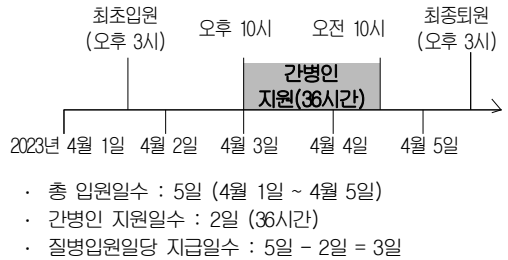 최초입원
(오후 3시)
오후 10시
오전 10시
최종퇴원
(오후 3시)
간병인
지원(36시간)
2023년 4월 1일 4월 2일 4월 3일 4월 4일 4월 5일
· 총 입원일수 : 5일 (4월 1일 ~ 4월 5일)
· 간병인 지원일수 : 2일 (36시간)
· 질병입원일당 지급일수 : 5일 - 2일 = 3일